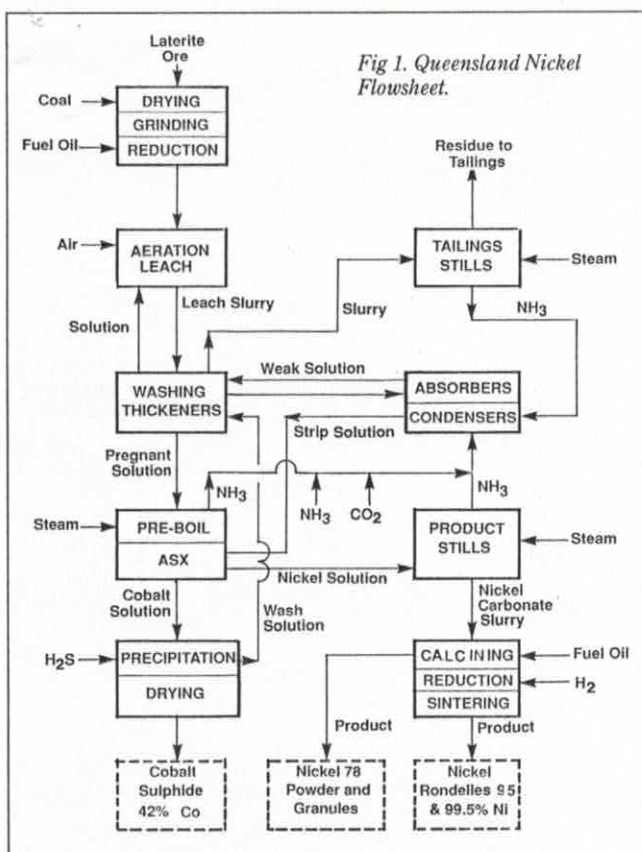 Laterite
Ore
Fig 1. Queensland Nickel
Flowsheet.
Coal
DRYING
GRINDING
Fuel Oil
REDUCTION
Residue to
Tailings
Air
AERATION
LEACH
TAILINGS
STILLS
Steam
Solution
Leach Slurry
Slurry
NH3
Weak Solution
WASHING
THICKENERS
ABSORBERS
CONDENSERS
Strip Solution
Pregnant
Solution
NH3
NH3
CO2
NH3
Steam
PRE-BOIL
ASX
PRODUCT
STILLS
Steam
Nickel Solution
Cobalt
Solution
Wash
Solution
Nickel
Carbonate
Slurry
H2S
PRECIPITATION
DRYING
CALCINING
Fuel Oil
REDUCTION
H2
SINTERING
Product
Product
Cobalt
Sulphide
42% Co
Nickel 78
Powder and
Granules
Nickel
Rondelles 95
& 99.5% Ni